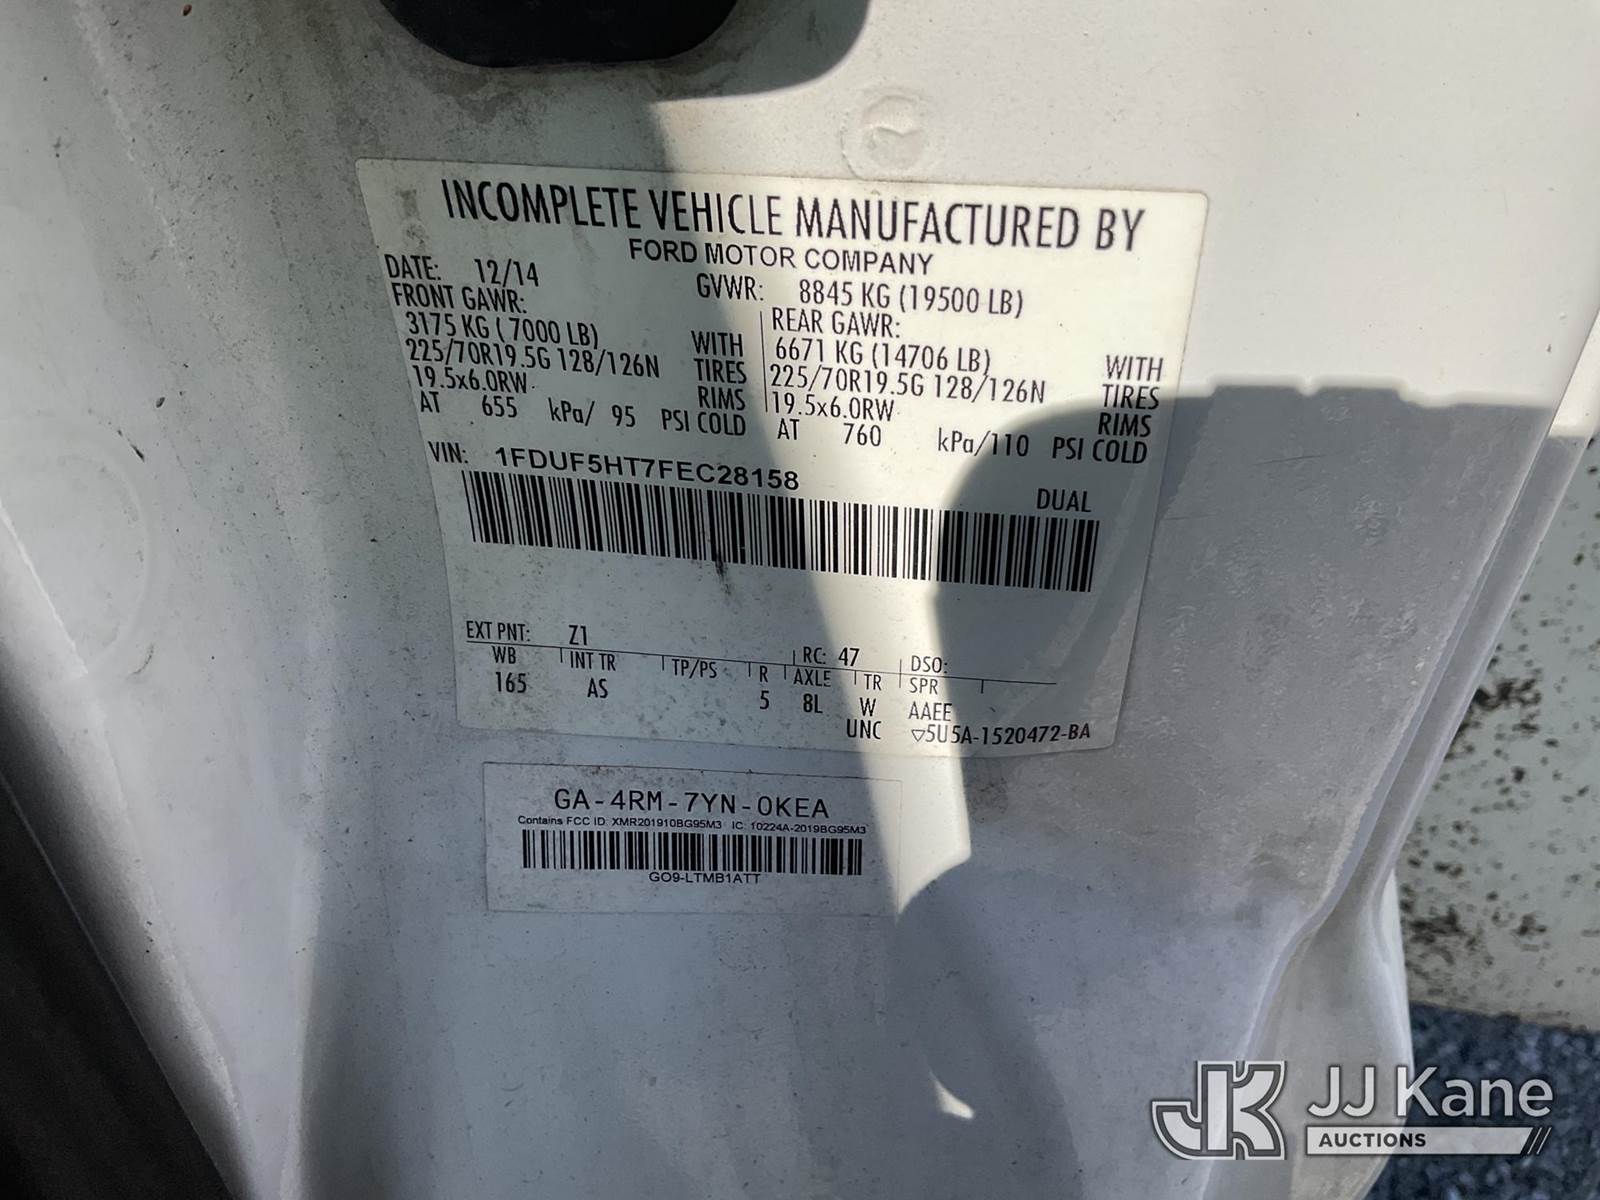 INCOMPLETE VEHICLE MANUFACTURED BY
FORD MOTOR COMPANY
DATE: 12/14 GVWR: 8845 KG (19500 LB)
FRONT GAWR: REAR GAWR:
3175 KG ( 7000 LB) WITH 6671 KG (14706 LB) WITH
225/70R19.5G 128/126N TIRES 225/70R19.5G 128/126N TIRES
19.5x6.0RW RIMS 19.5x6.0RW RIMS
AT 655 kPa/ 95 PSI COLD AT 760 kPa/110 PSI COLD
VIN: 1FDUF5HT7FEC28158
DUAL
EXT PNT: Z1 RC: 47 DSO:
WB INT TR TP/PS R AXLE TR SPR
165 AS 5 8L W AAEE
UNC ▽5U5A-1520472-BA
GA-4RM-7YN-0KEA
Contains FCC ID: XMR201910BG95M3 IC: 10224A-2019BG95M3
GO9-LTMB1ATT
JK JJ Kane
AUCTIONS